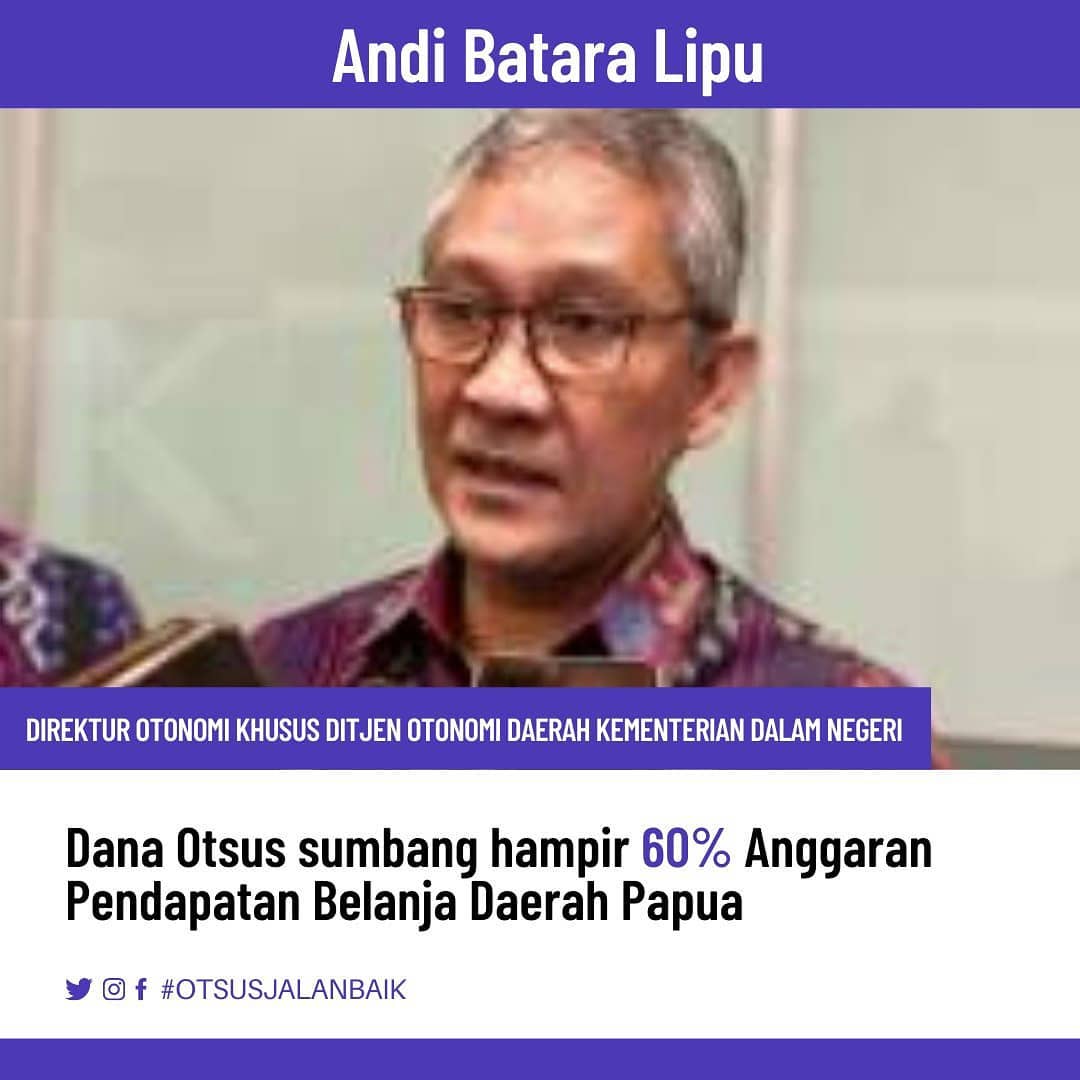 Andi Batara Lipu
DIREKTUR OTONOMI KHUSUS DITJEN OTONOMI DAERAH KEMENTERIAN DALAM NEGERI
Dana Otsus sumbang hampir 60% Anggaran
Pendapatan Belanja Daerah Papua
#OTSUSJALANBAIK